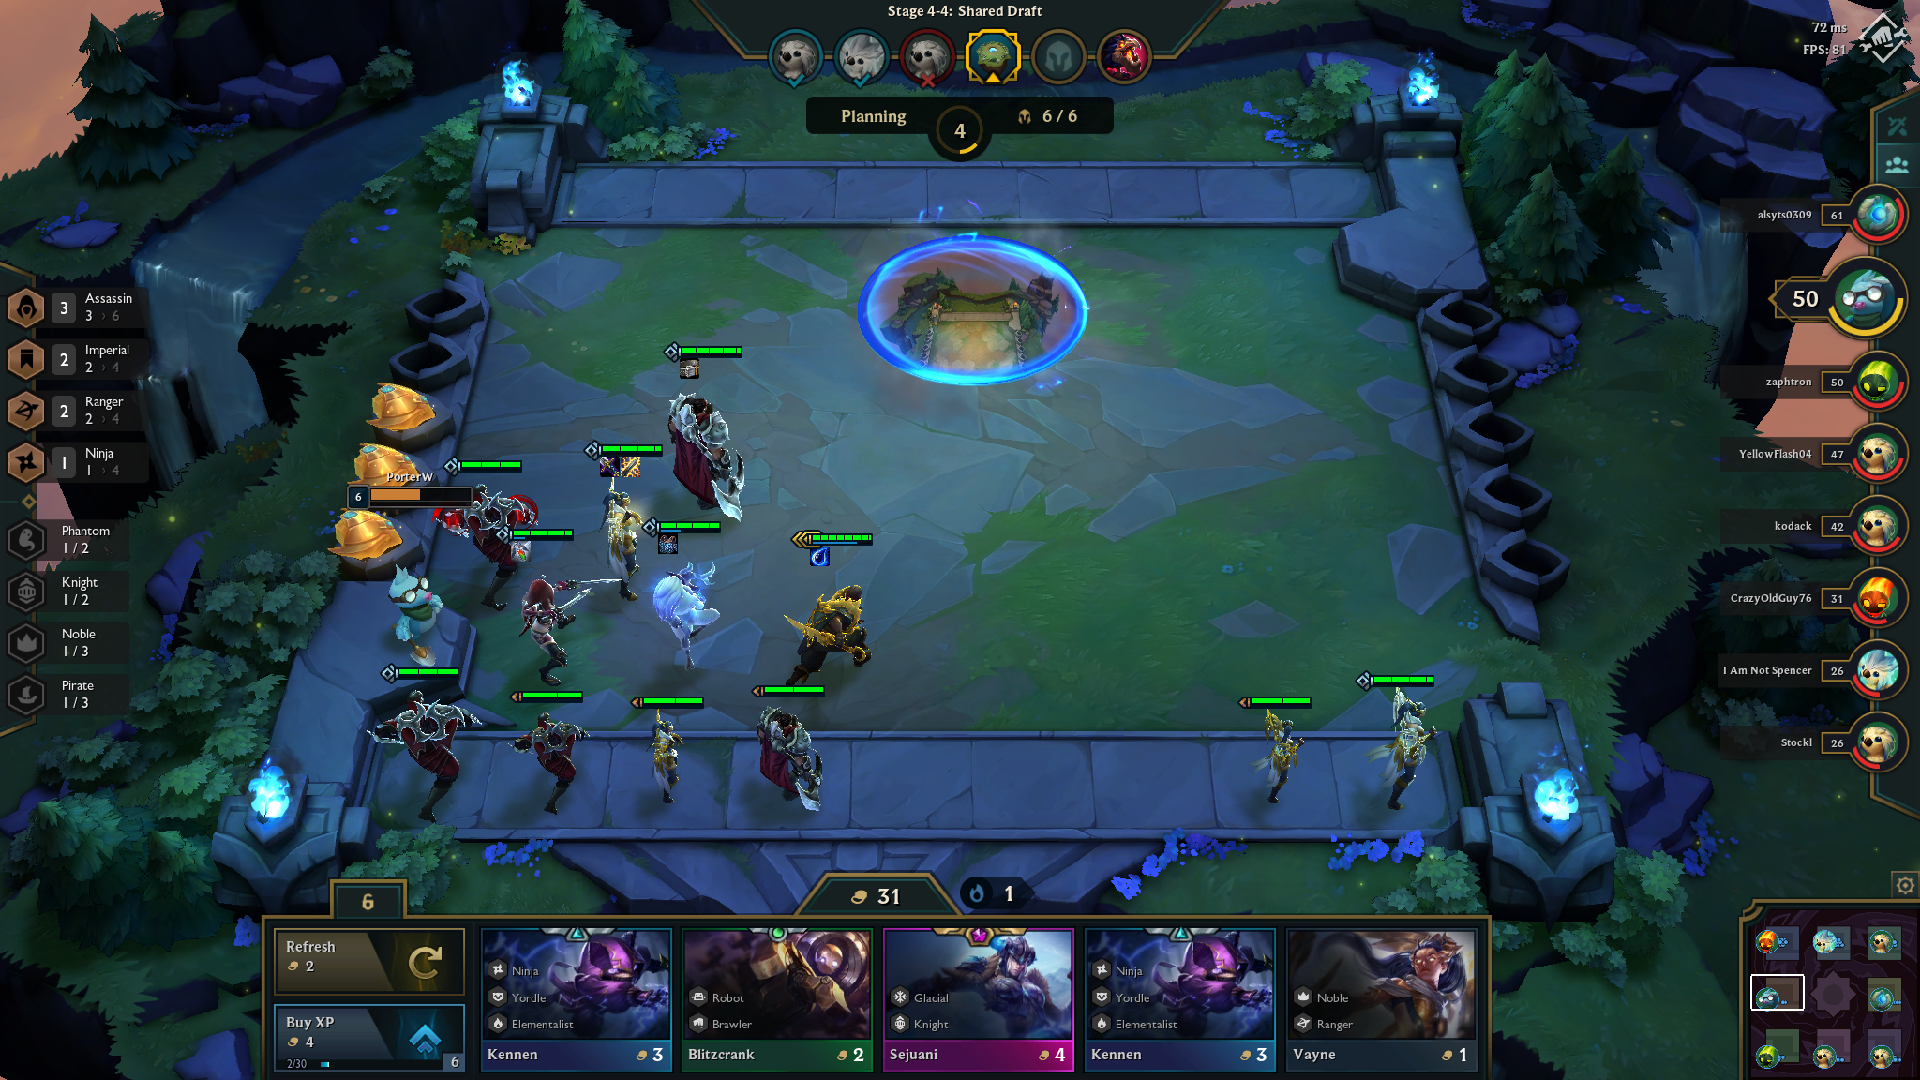 Stage 4-4: Shared Draft
72 ms
FPS: 81
Planning
4
6 / 6
alsyts0309 61
50
zaphtron 50
YellowFlash04 47
kodack 42
CrazyOldGuy76 31
I Am Not Spencer 26
Stockl 26
3 Assassin
3 > 6
2 Imperial
2 > 4
2 Ranger
2 > 4
1 Ninja
1 > 4
Phantom
1 / 2
Knight
1 / 2
Noble
1 / 3
Pirate
1 / 3
PorterW
6
6
31
1
Refresh
2
Buy XP
4
2/30
6
Ninja
Yordle
Elementalist
Kennen 3
Robot
Brawler
Blitzcrank 2
Glacial
Knight
Sejuani 4
Ninja
Yordle
Elementalist
Kennen 3
Noble
Ranger
Vayne 1